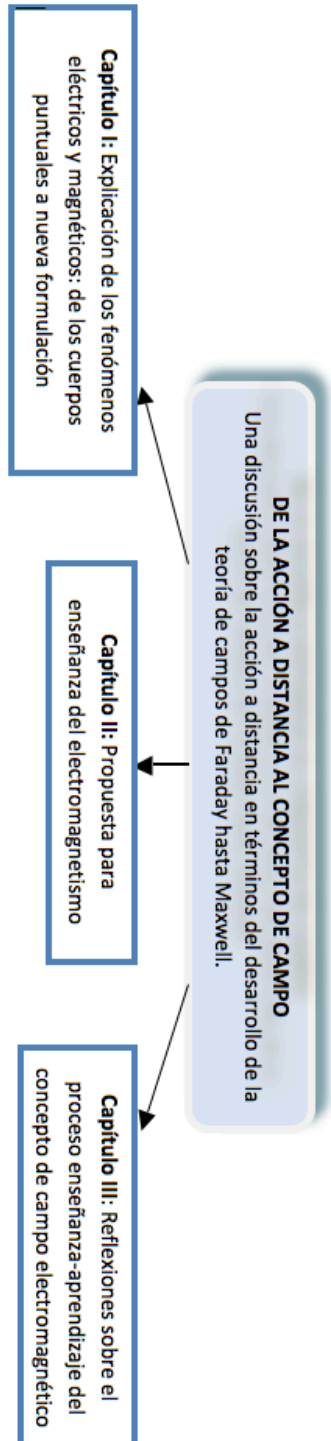 DE LA ACCIÓN A DISTANCIA AL CONCEPTO DE CAMPO
Una discusión sobre la acción a distancia en términos del desarrollo de la
teoría de campos de Faraday hasta Maxwell.
Capítulo I: Explicación de los fenómenos
eléctricos y magnéticos: de los cuerpos
puntuales a nueva formulación
Capítulo II: Propuesta para
enseñanza del electromagnetismo
Capítulo III: Reflexiones sobre el
proceso enseñanza-aprendizaje del
concepto de campo electromagnético